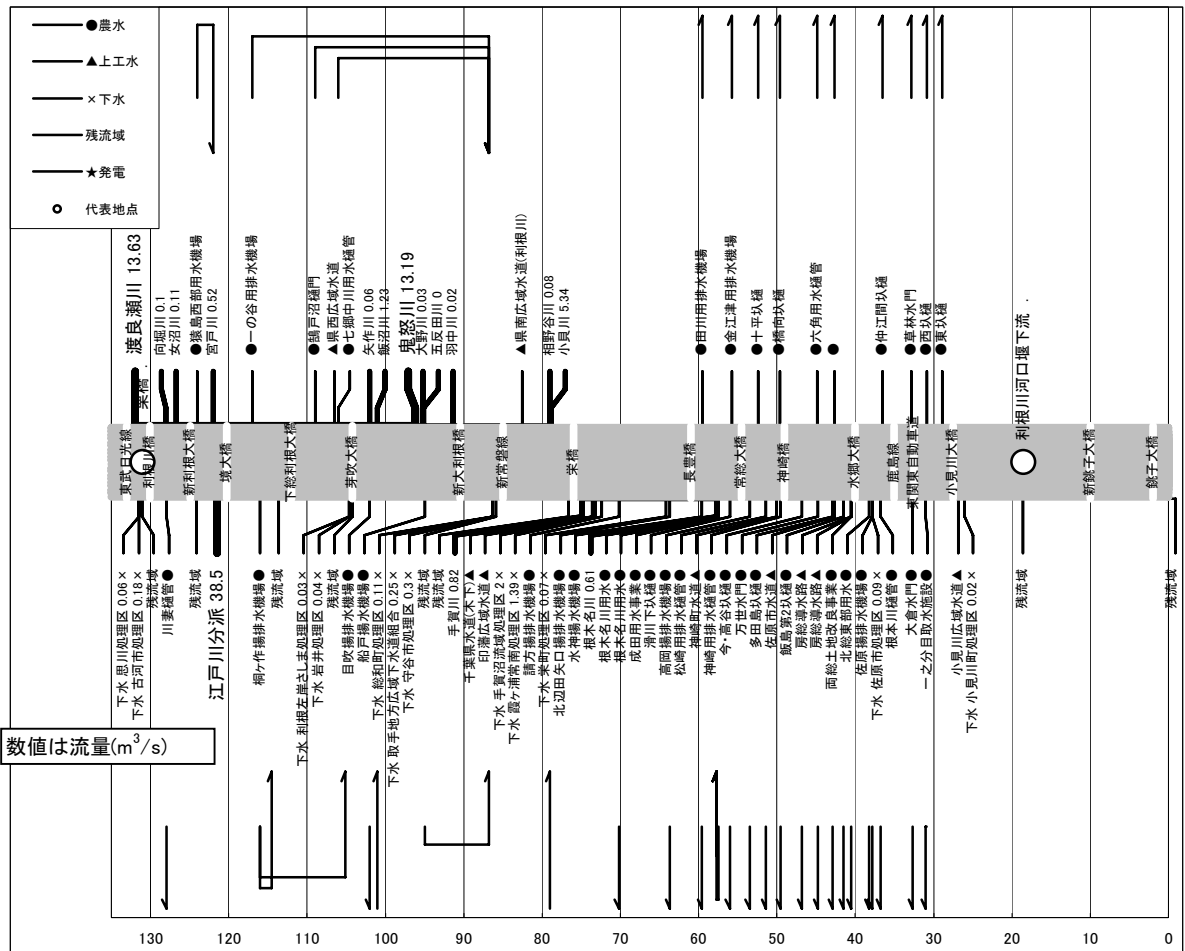 ●農水
▲上工水
×下水
残流域
★発電
代表地点
渡良瀬川 13.63
栗橋 .
向堀川 0.1
女沼川 0.11
●猿島西部用水機場
宮戸川 0.52
●一の谷用排水機場
●鵠戸沼樋門
▲県西広域水道
●七郷中川用水樋管
矢作川 0.06
飯沼川 1.23
鬼怒川 13.19
大野川 0.03
五反田川 0
羽中川 0.02
▲県南広域水道(利根川)
相野谷川 0.08
小貝川 5.34
●田川用排水機場
●金江津用排水機場
●十平圦樋
●橋向圦樋
●六角用水樋管
●
●仲江間圦樋
●草林水門
●西圦樋
●東圦樋
利根川河口堰下流 .
東武日光線
利根川橋
新利根大橋
境大橋
下総利根大橋
芽吹大橋
新大利根橋
新常磐線
栄橋
長豊橋
常総大橋
神崎橋
水郷大橋
鹿島線
東関東自動車道
小見川大橋
新銚子大橋
銚子大橋
下水 思川処理区 0.06×
下水 古河市処理区 0.18×
残流域
川妻樋管●
残流域
江戸川分派 38.5
桐ヶ作揚排水機場●
残流域
下水 利根左岸さしま処理区 0.03×
下水 岩井処理区 0.04×
残流域
目吹揚排水機場●
船戸揚水機場●
下水 総和町処理区 0.11×
下水 取手地方広域下水道組合 0.25×
下水 守谷市処理区 0.3×
残流域
残流域
手賀川 0.82
千葉県水道(木下)▲
印旛広域水道▲
下水 手賀沼流域処理区 2×
下水 霞ヶ浦常南処理区 1.39×
請方揚排水機場●
下水 栄町処理区 0.07×
北辺田矢口揚排水機場●
水神揚水機場●
根木名川 0.61
根木名川用水●
根木名川用水●
成田用水事業●
滑川下圦樋●
高岡揚排水機場●
松崎用排水樋管●
神崎町水道▲
神崎用排水樋管●
今・高谷圦樋●
万世水門●
多田島圦樋●
佐原市水道▲
飯島第2圦樋●
房総導水路▲
房総導水路▲
両総土地改良事業●
北総東部用水●
佐原揚排水機場●
下水 佐原市処理区 0.09×
根本川樋管●
大倉水門●
一之分目取水施設●
小見川広域水道▲
下水 小見川町処理区 0.02×
残流域
残流域
数値は流量(m³/s)
130 120 110 100 90 80 70 60 50 40 30 20 10 0